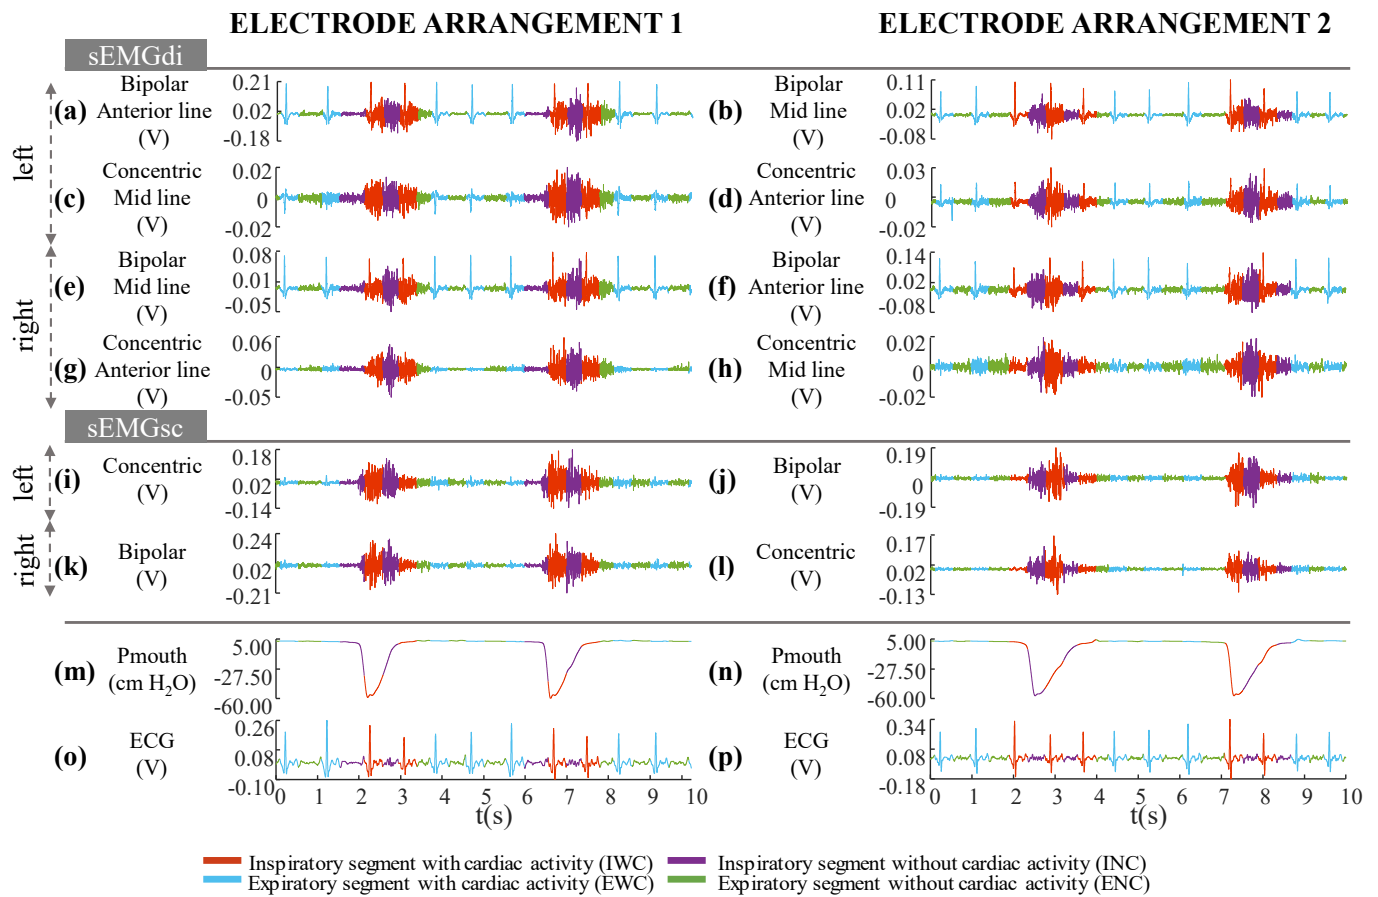 ELECTRODE ARRANGEMENT 1
ELECTRODE ARRANGEMENT 2
sEMGdi
left
right
(a)
Bipolar
Anterior line
(V)
0.21
0.02
-0.18
(b)
Bipolar
Mid line
(V)
0.11
0.02
-0.08
(c)
Concentric
Mid line
(V)
0.02
0
-0.02
(d)
Concentric
Anterior line
(V)
0.03
0
-0.02
(e)
Bipolar
Mid line
(V)
0.08
0.01
-0.05
(f)
Bipolar
Anterior line
(V)
0.14
0.02
-0.08
(g)
Concentric
Anterior line
(V)
0.06
0
-0.05
(h)
Concentric
Mid line
(V)
0.02
0
-0.02
sEMGsc
left
right
(i)
Concentric
(V)
0.18
0.02
-0.14
(j)
Bipolar
(V)
0.19
0
-0.19
(k)
Bipolar
(V)
0.24
0.02
-0.21
(l)
Concentric
(V)
0.17
0.02
-0.13
(m)
Pmouth
(cm H2O)
5.00
-27.50
-60.00
(n)
Pmouth
(cm H2O)
5.00
-27.50
-60.00
(o)
ECG
(V)
0.26
0.08
-0.10
0 1 2 3 4 5 6 7 8 9 10
t(s)
(p)
ECG
(V)
0.34
0.08
-0.18
0 1 2 3 4 5 6 7 8 9 10
t(s)
Inspiratory segment with cardiac activity (IWC)
Inspiratory segment without cardiac activity (INC)
Expiratory segment with cardiac activity (EWC)
Expiratory segment without cardiac activity (ENC)